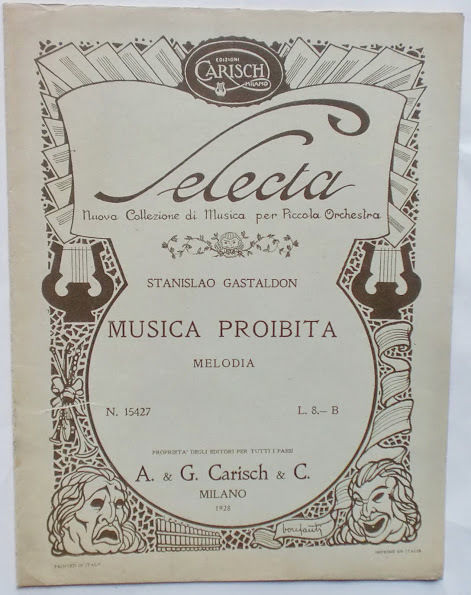 EDIZIONI
CARISCH
MILANO
Selecta
Nuova Collezione di Musica per Piccola Orchestra
STANISLAO GASTALDON
MUSICA PROIBITA
MELODIA
N. 15427 L. 8.– B
PROPRIETA' DEGLI EDITORI PER TUTTI I PAESI
A. & G. Carisch & C.
MILANO
1928
bonfanti
PRINTED IN ITALY IMPRIMÉ EN ITALIE